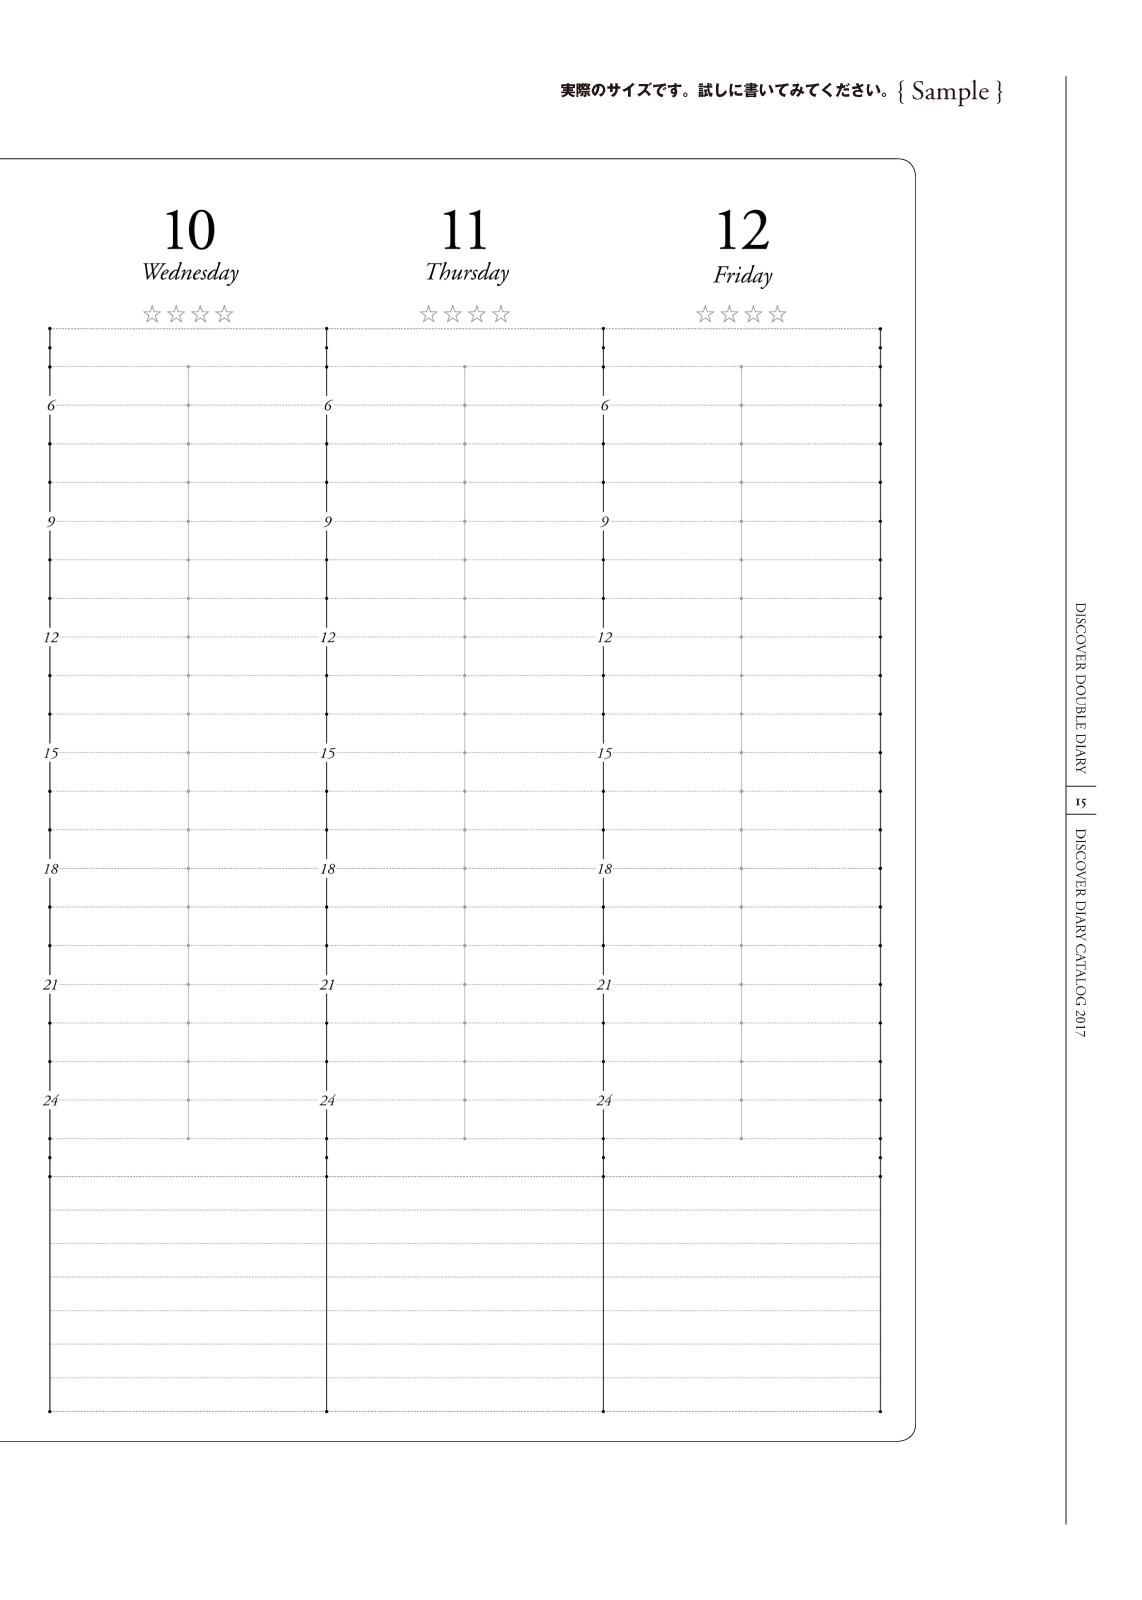 実際のサイズです。試しに書いてみてください。{ Sample }
10 11 12
Wednesday Thursday Friday
☆☆☆☆ ☆☆☆☆ ☆☆☆☆
6 6 6
9 9 9
12 12 12
15 15 15
18 18 18
21 21 21
24 24 24
DISCOVER DOUBLE DIARY
15
DISCOVER DIARY CATALOG 2017